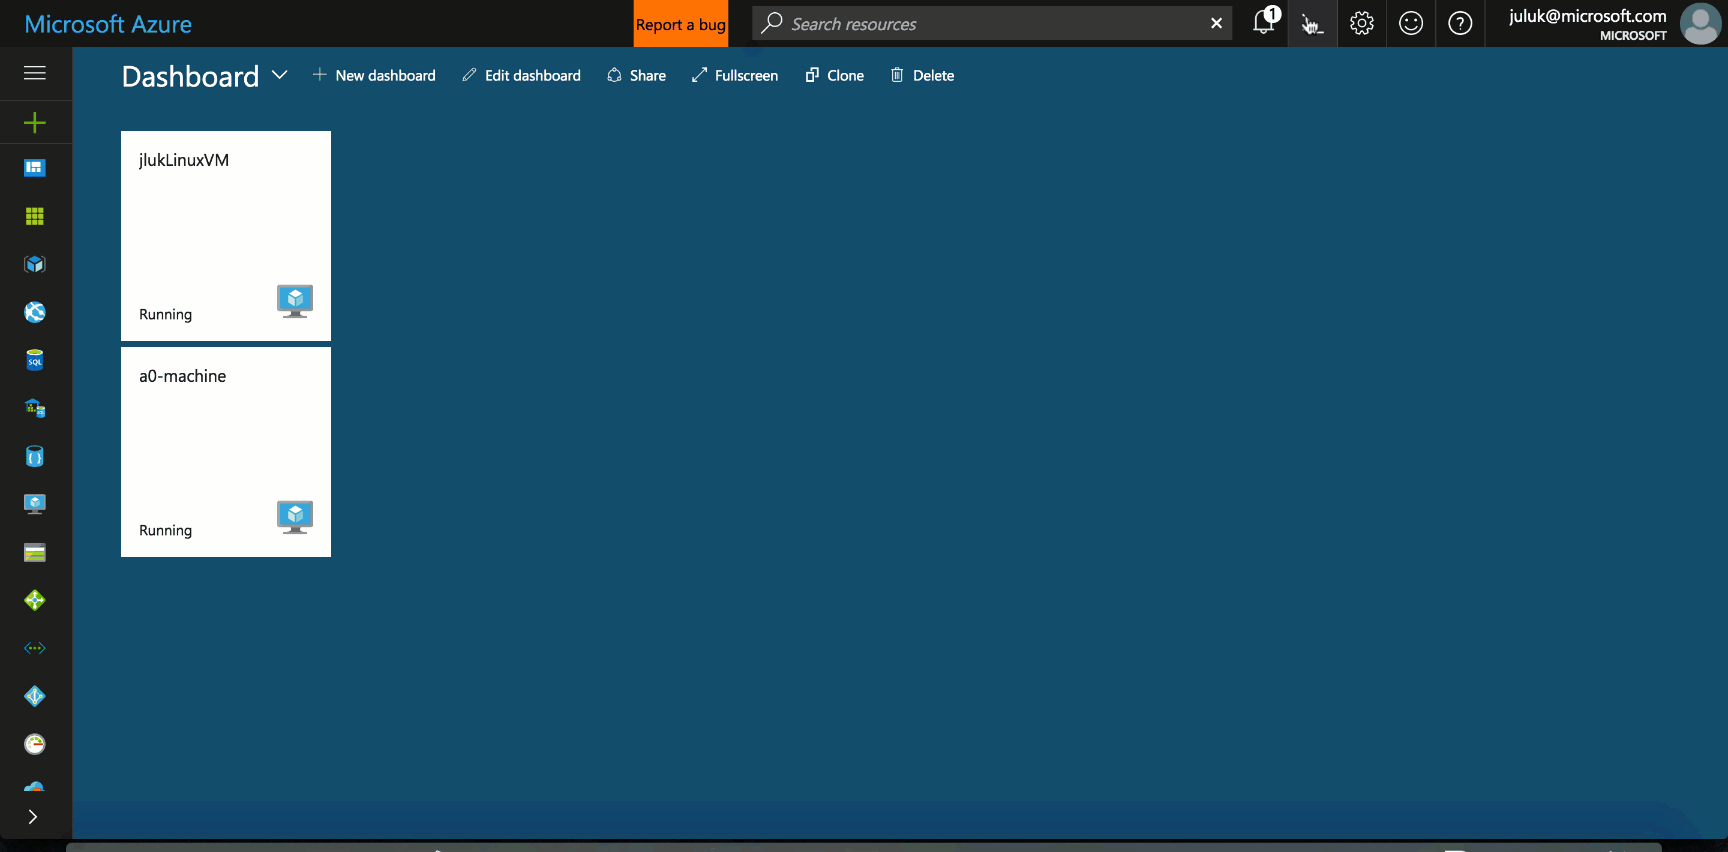 Microsoft Azure
Report a bug
Search resources
1
juluk@microsoft.com
MICROSOFT
Dashboard
New dashboard
Edit dashboard
Share
Fullscreen
Clone
Delete
jlukLinuxVM
Running
a0-machine
Running
SQL